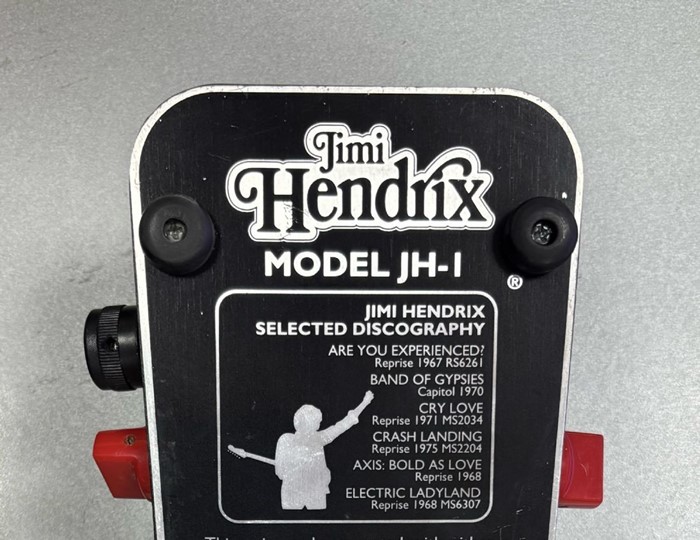 Jimi
Hendrix
MODEL JH-1
®
JIMI HENDRIX
SELECTED DISCOGRAPHY
ARE YOU EXPERIENCED?
Reprise 1967 RS6261
BAND OF GYPSIES
Capitol 1970
CRY LOVE
Reprise 1971 MS2034
CRASH LANDING
Reprise 1975 MS2204
AXIS: BOLD AS LOVE
Reprise 1968
ELECTRIC LADYLAND
Reprise 1968 MS6307